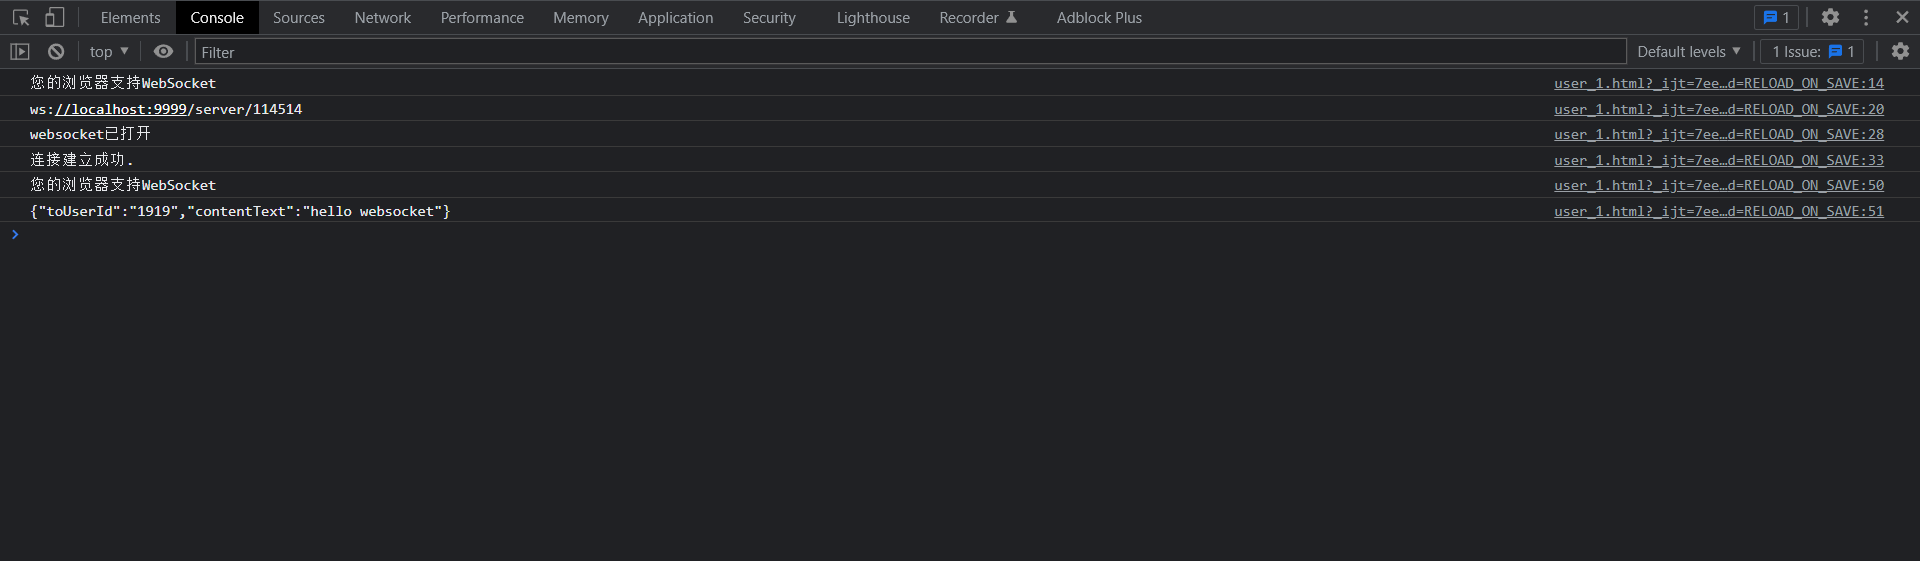 Elements Console Sources Network Performance Memory Application Security Lighthouse Recorder Adblock Plus 1
top Filter Default levels 1 Issue: 1
您的浏览器支持WebSocket user_1.html?_ijt=7ee…d=RELOAD_ON_SAVE:14
ws://localhost:9999/server/114514 user_1.html?_ijt=7ee…d=RELOAD_ON_SAVE:20
websocket已打开 user_1.html?_ijt=7ee…d=RELOAD_ON_SAVE:28
连接建立成功. user_1.html?_ijt=7ee…d=RELOAD_ON_SAVE:33
您的浏览器支持WebSocket user_1.html?_ijt=7ee…d=RELOAD_ON_SAVE:50
{"toUserId":"1919","contentText":"hello websocket"} user_1.html?_ijt=7ee…d=RELOAD_ON_SAVE:51